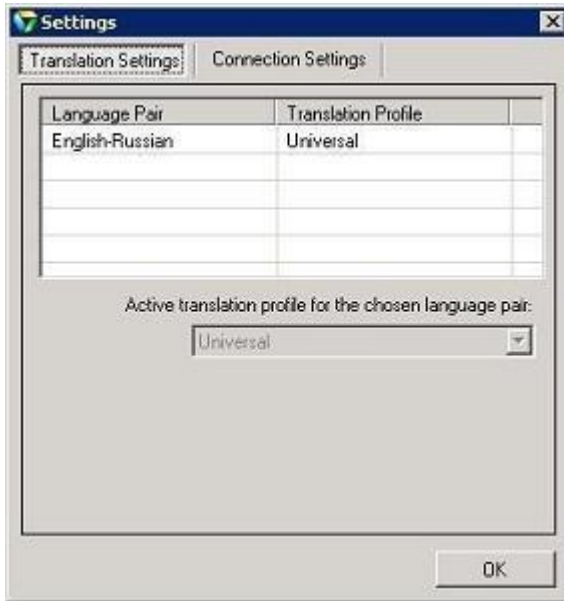 Settings
Translation Settings Connection Settings
Language Pair Translation Profile
English-Russian Universal
Active translation profile for the chosen language pair:
Universal
OK